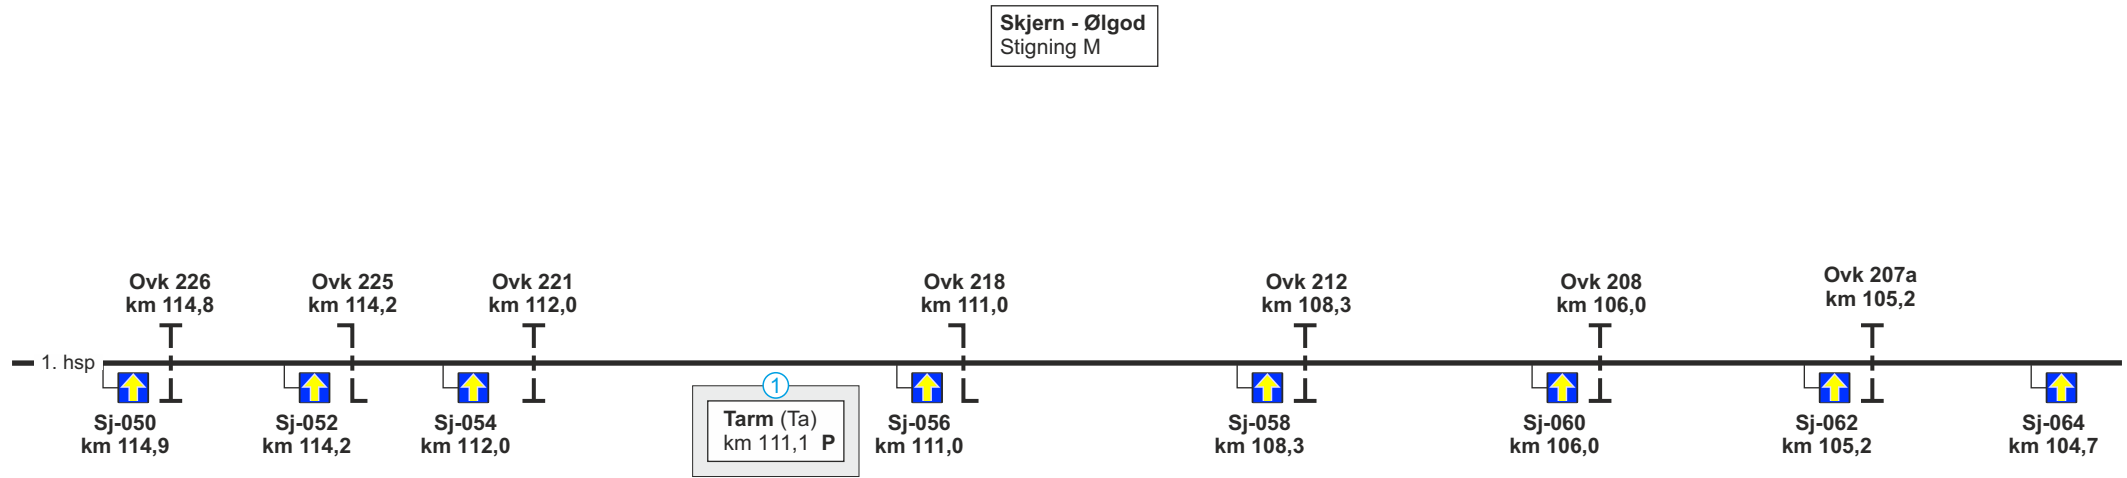 Skjern - Ølgod
Stigning M
Ovk 226
km 114,8
Ovk 225
km 114,2
Ovk 221
km 112,0
Ovk 218
km 111,0
Ovk 212
km 108,3
Ovk 208
km 106,0
Ovk 207a
km 105,2
1. hsp
1
Tarm (Ta)
km 111,1 P
Sj-050
km 114,9
Sj-052
km 114,2
Sj-054
km 112,0
Sj-056
km 111,0
Sj-058
km 108,3
Sj-060
km 106,0
Sj-062
km 105,2
Sj-064
km 104,7